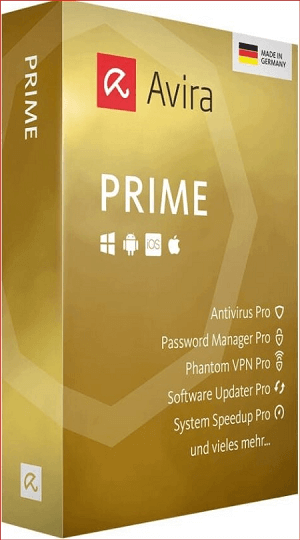 PRIME
Avira
MADE IN
GERMANY
PRIME
iOS
Antivirus Pro
Password Manager Pro
Phantom VPN Pro
Software Updater Pro
System Speedup Pro
und vieles mehr...